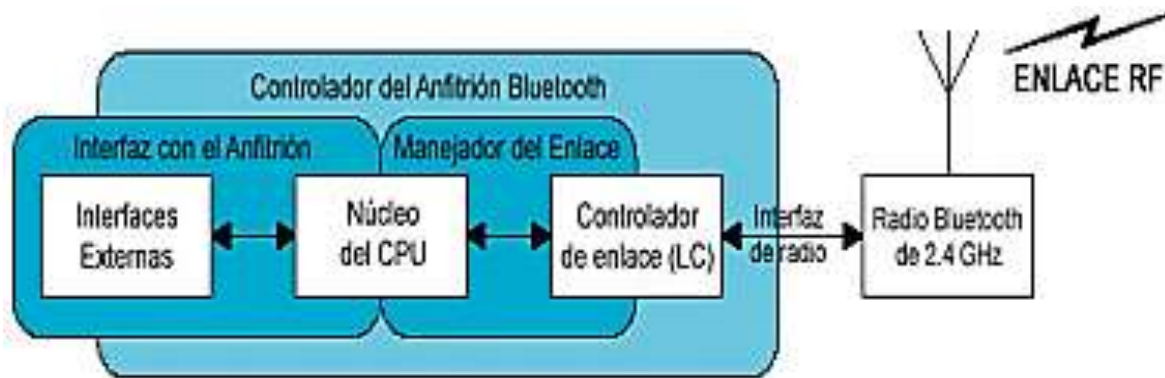 ENLACE RF
Controlador del Anfitrión Bluetooth
Interfaz con el Anfitrión
Manejador del Enlace
Interfaces
Externas
Núcleo
del CPU
Controlador
de enlace (LC)
Interfaz
de radio
Radio Bluetooth
de 2.4 GHz